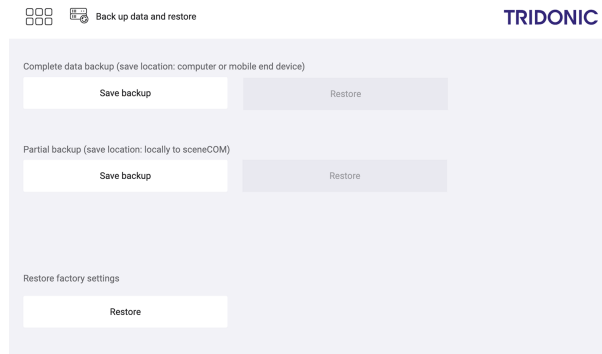 Back up data and restore
TRIDONIC
Complete data backup (save location: computer or mobile end device)
Save backup
Restore
Partial backup (save location: locally to sceneCOM)
Save backup
Restore
Restore factory settings
Restore